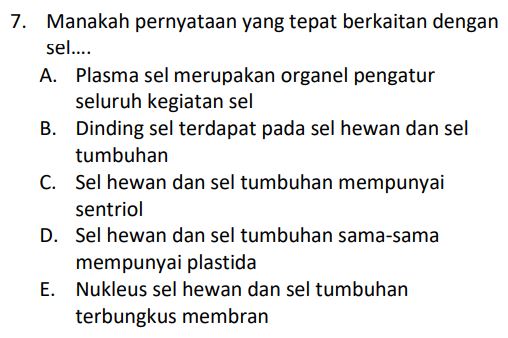 7. Manakah pernyataan yang tepat berkaitan dengan
sel....
A. Plasma sel merupakan organel pengatur
seluruh kegiatan sel
B. Dinding sel terdapat pada sel hewan dan sel
tumbuhan
C. Sel hewan dan sel tumbuhan mempunyai
sentriol
D. Sel hewan dan sel tumbuhan sama-sama
mempunyai plastida
E. Nukleus sel hewan dan sel tumbuhan
terbungkus membran